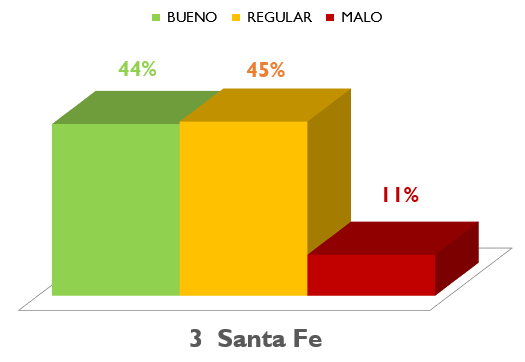 BUENO REGULAR MALO
44% 45%
11%
3 Santa Fe